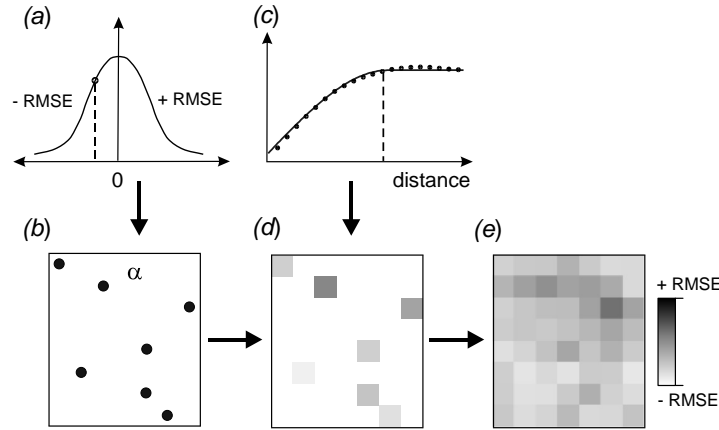 (a)
(c)
- RMSE
+ RMSE
0
distance
(b)
(d)
(e)
α
+ RMSE
- RMSE